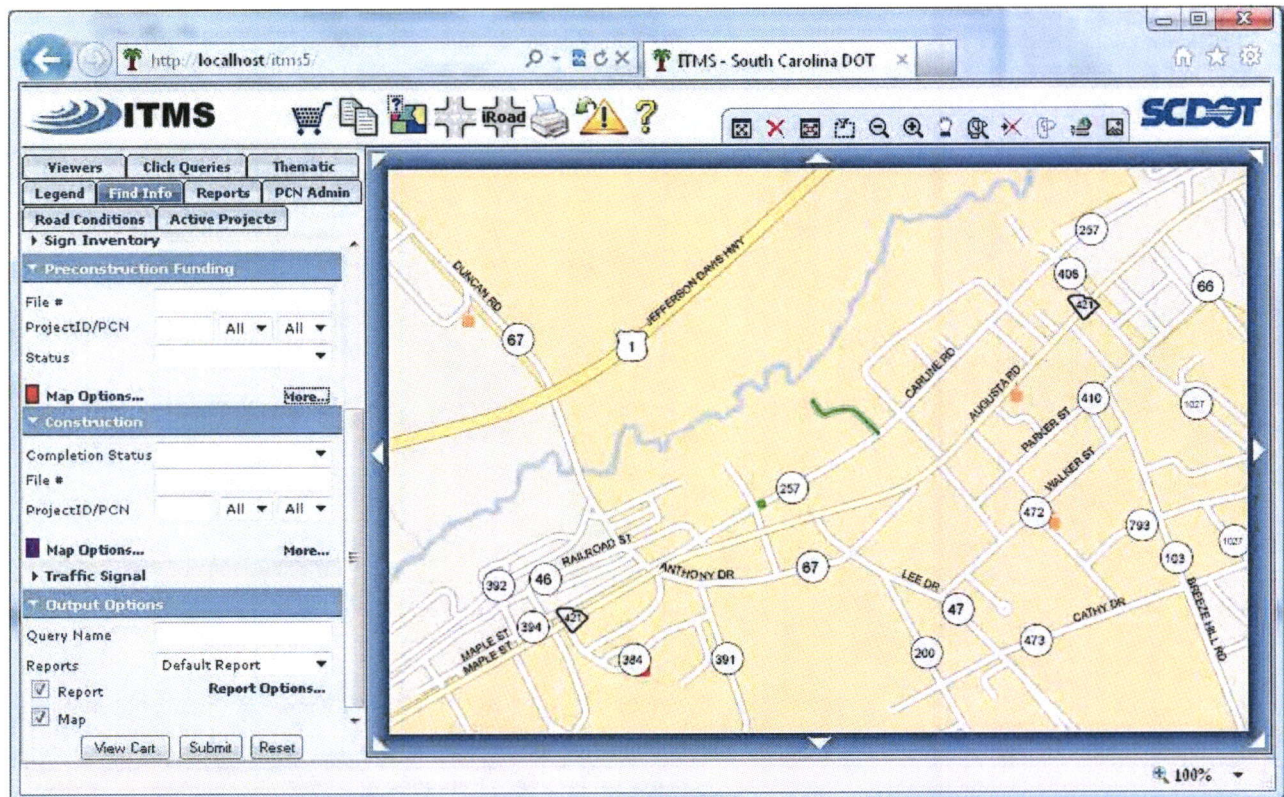 http://localhost/itms5/
ITMS - South Carolina DOT
ITMS
iRoad
SCDOT
Viewers Click Queries Thematic
Legend Find Info Reports PCN Admin
Road Conditions Active Projects
Sign Inventory
Preconstruction Funding
File #
ProjectID/PCN All All
Status
Map Options... More...
Construction
Completion Status
File #
ProjectID/PCN All All
Map Options... More...
Traffic Signal
Output Options
Query Name
Reports Default Report
Report Report Options...
Map
View Cart Submit Reset
DUNCAN RD
67
JEFFERSON DAVIS HWY
1
257
408
421
66
CARLINE RD
AUGUSTA RD
410
1027
PARKER ST
WALKER ST
257
472
793
1027
RAILROAD ST
392
46
ANTHONY DR
67
LEE DR
103
BREEZE HILL RD
47
CATHY DR
MAPLE ST
MAPLE ST
394
421
384
391
200
473
100%